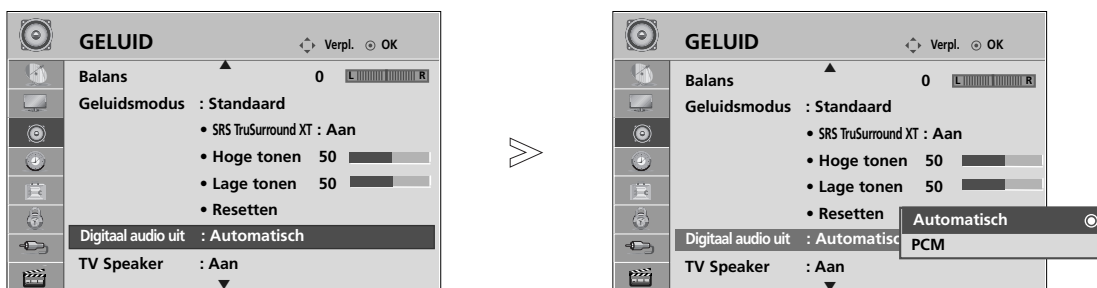 GELUID Verpl. OK
Balans 0 L R
Geluidsmodus : Standaard
• SRS TruSurround XT : Aan
• Hoge tonen 50
• Lage tonen 50
• Resetten
Digitaal audio uit : Automatisch
TV Speaker : Aan
GELUID Verpl. OK
Balans 0 L R
Geluidsmodus : Standaard
• SRS TruSurround XT : Aan
• Hoge tonen 50
• Lage tonen 50
• Resetten
Digitaal audio uit : Automatisc
TV Speaker : Aan
Automatisch
PCM